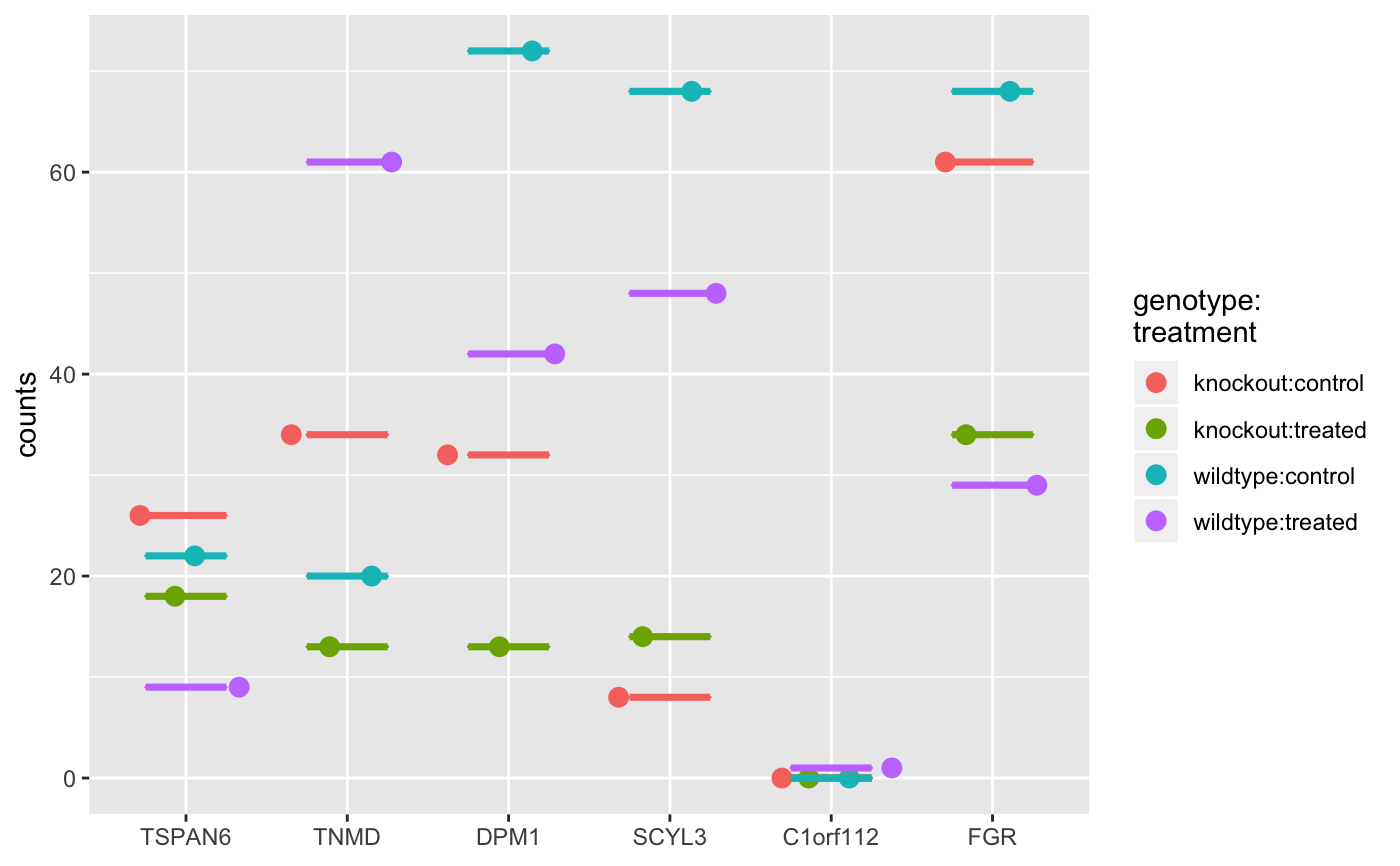 counts
60
40
20
0
TSPAN6 TNMD DPM1 SCYL3 C1orf112 FGR
genotype:
treatment
knockout:control
knockout:treated
wildtype:control
wildtype:treated